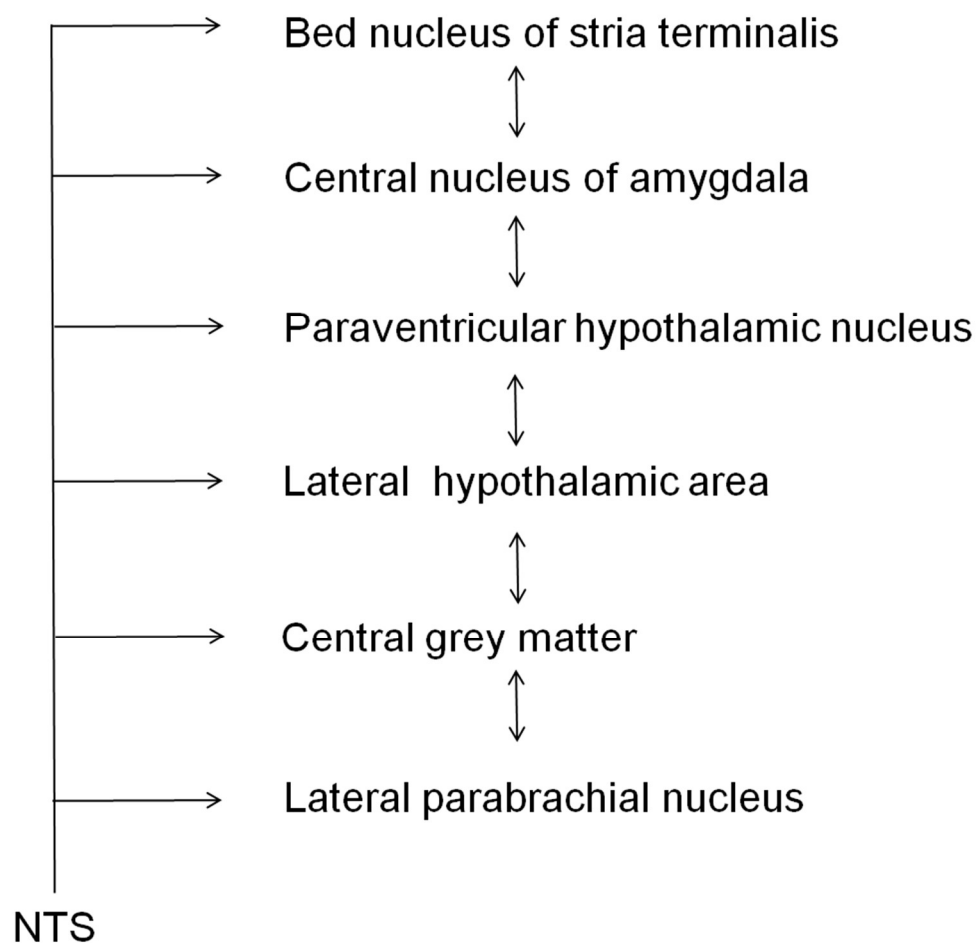 Bed nucleus of stria terminalis
Central nucleus of amygdala
Paraventricular hypothalamic nucleus
Lateral hypothalamic area
Central grey matter
Lateral parabrachial nucleus
NTS